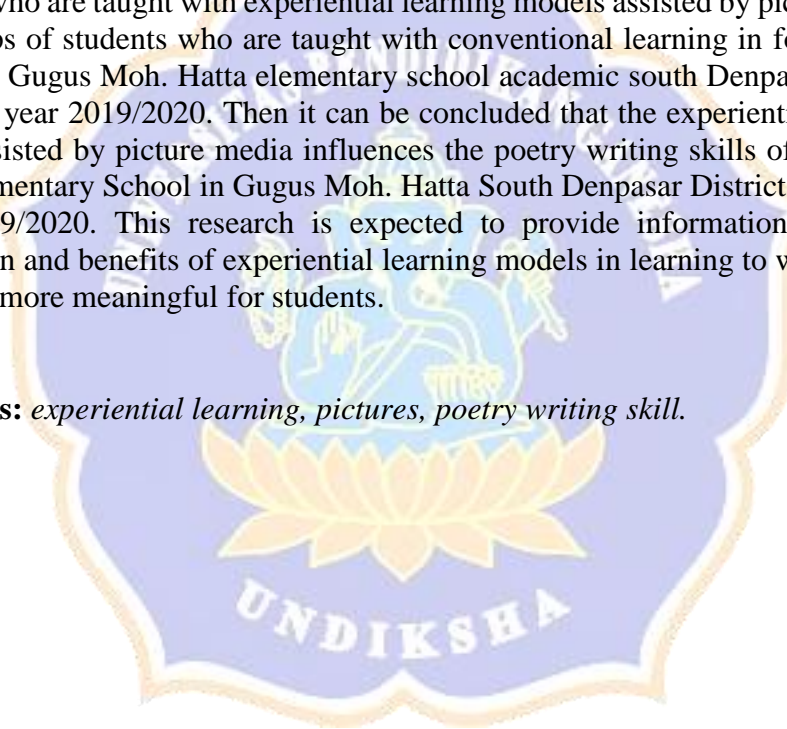 who are taught with experiential learning models assisted by pic
os of students who are taught with conventional learning in fo
Gugus Moh. Hatta elementary school academic south Denpa
year 2019/2020. Then it can be concluded that the experienti
sisted by picture media influences the poetry writing skills of
mentary School in Gugus Moh. Hatta South Denpasar District
9/2020. This research is expected to provide information
n and benefits of experiential learning models in learning to w
more meaningful for students.
s: experiential learning, pictures, poetry writing skill.
UNIVERSITAS PENDIDIKAN GANESHA
UNDIKSHA